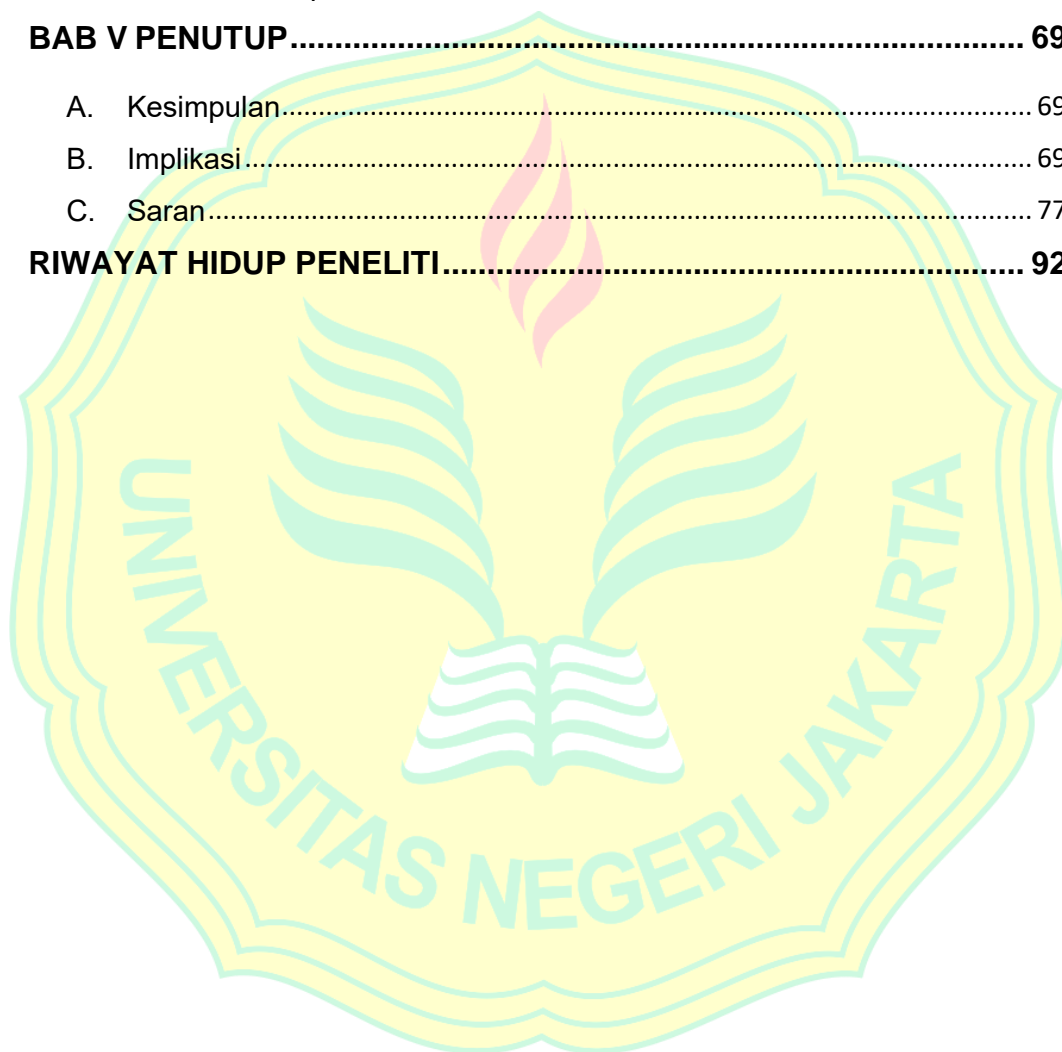 BAB V PENUTUP.......................................................................................... 69
A. Kesimpulan.......................................................................................... 69
B. Implikasi.......................................................................................... 69
C. Saran.......................................................................................... 77
RIWAYAT HIDUP PENELITI.......................................................................................... 92
UNIVERSITAS NEGERI JAKARTA